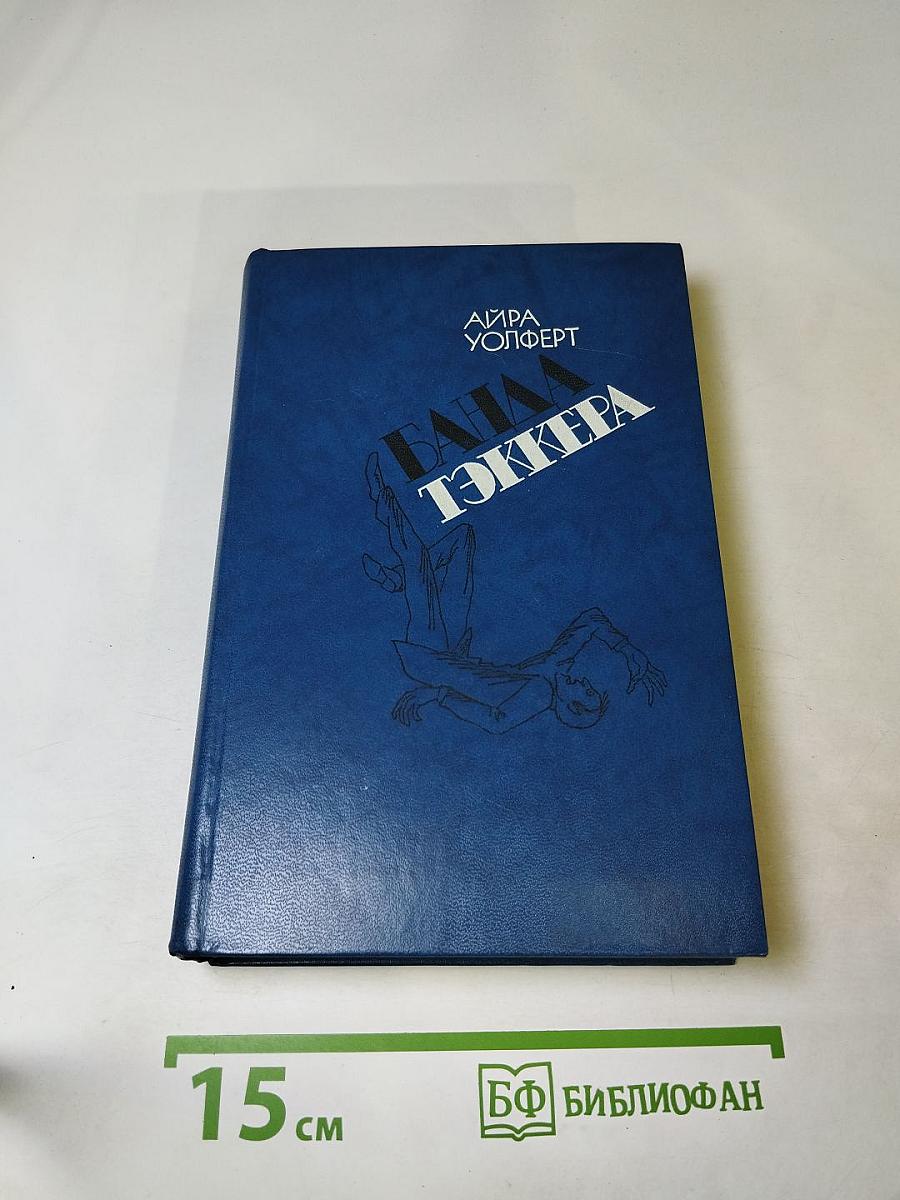 АЙРА
УОЛФЕРТ
БАНДА
ТЭККЕРА
15 см
БФ БИБЛИОФАН